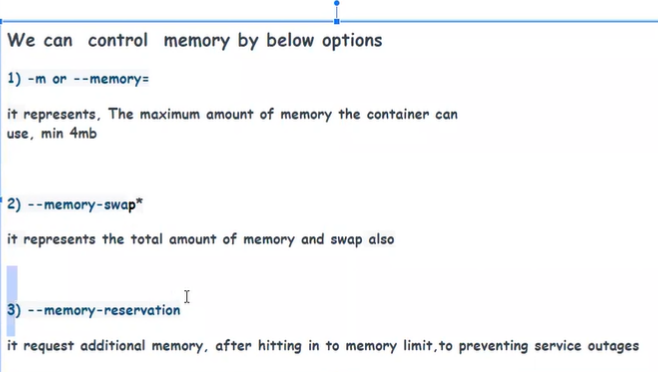 We can control memory by below options
1) -m or --memory=
it represents, The maximum amount of memory the container can
use, min 4mb
2) --memory-swap*
it represents the total amount of memory and swap also
3) --memory-reservation
it request additional memory, after hitting in to memory limit,to preventing service outages